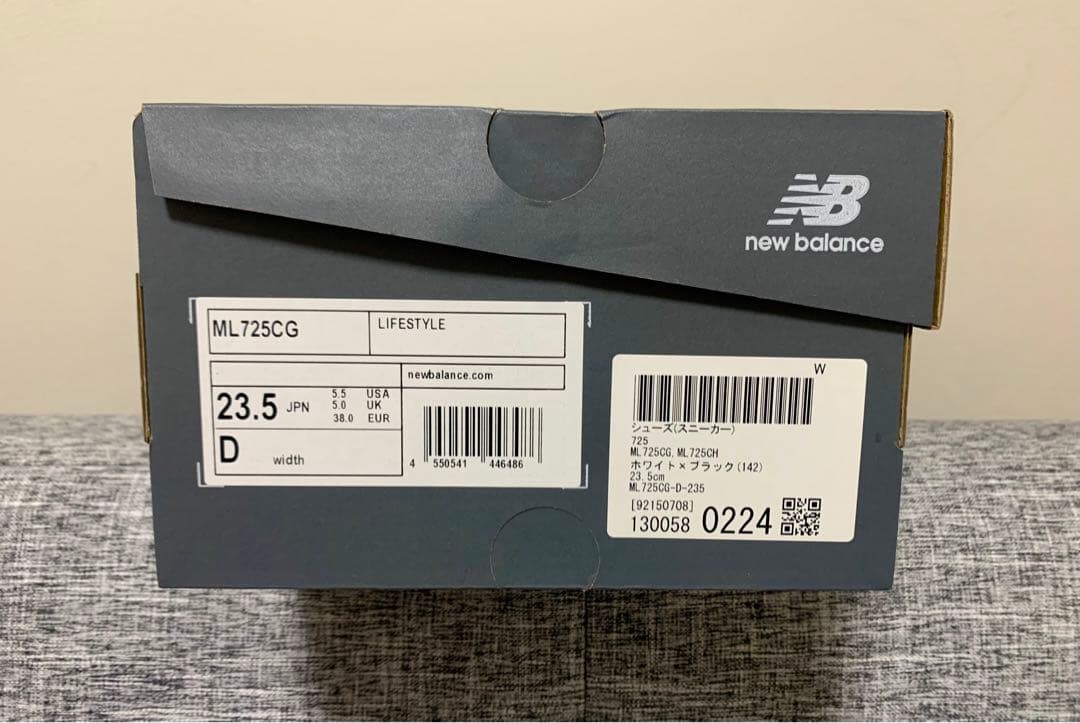 NB
new balance
ML725CG
LIFESTYLE
newbalance.com
23.5 JPN
5.5 USA
5.0 UK
38.0 EUR
D width
4 550541 446486
W
シューズ(スニーカー)
725
ML725CG, ML725CH
ホワイト×ブラック(142)
23.5cm
ML725CG-D-235
[92150708]
130058 0224